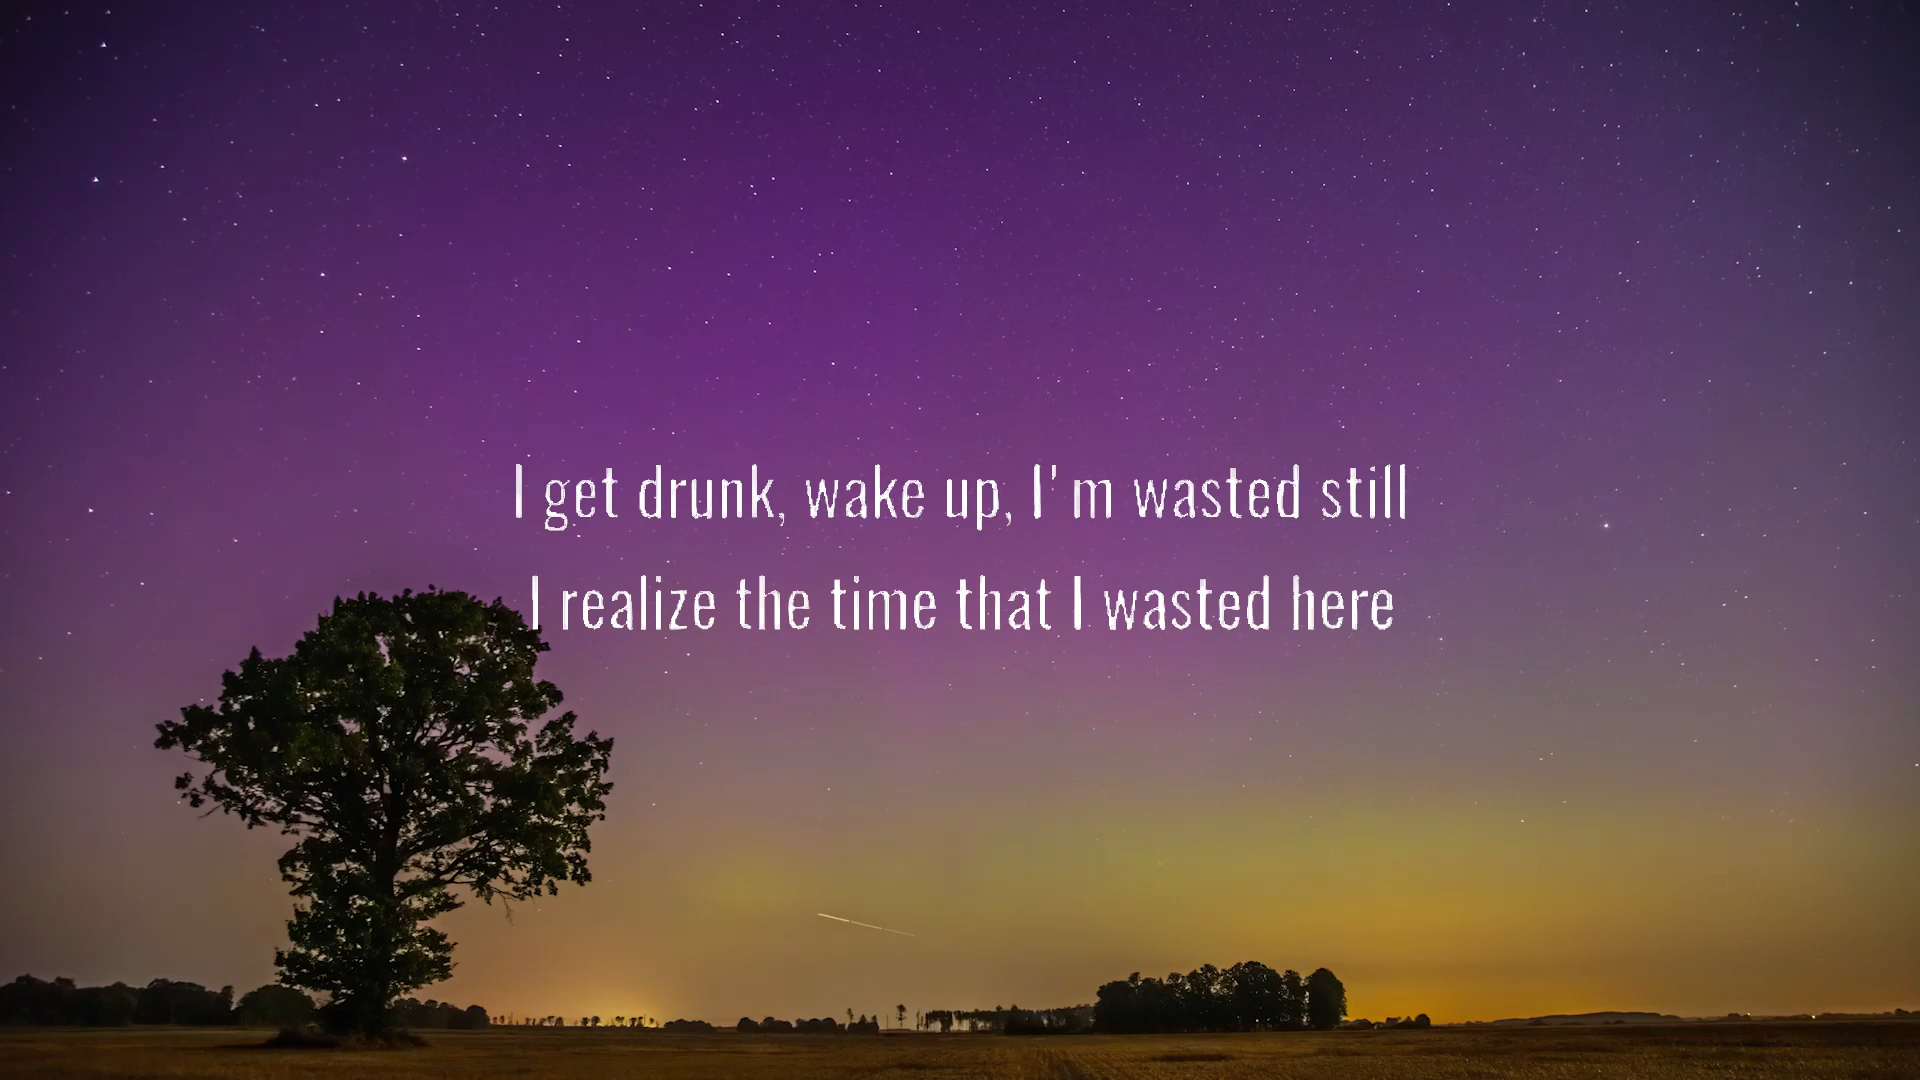 I get drunk, wake up, I'm wasted still
I realize the time that I wasted here